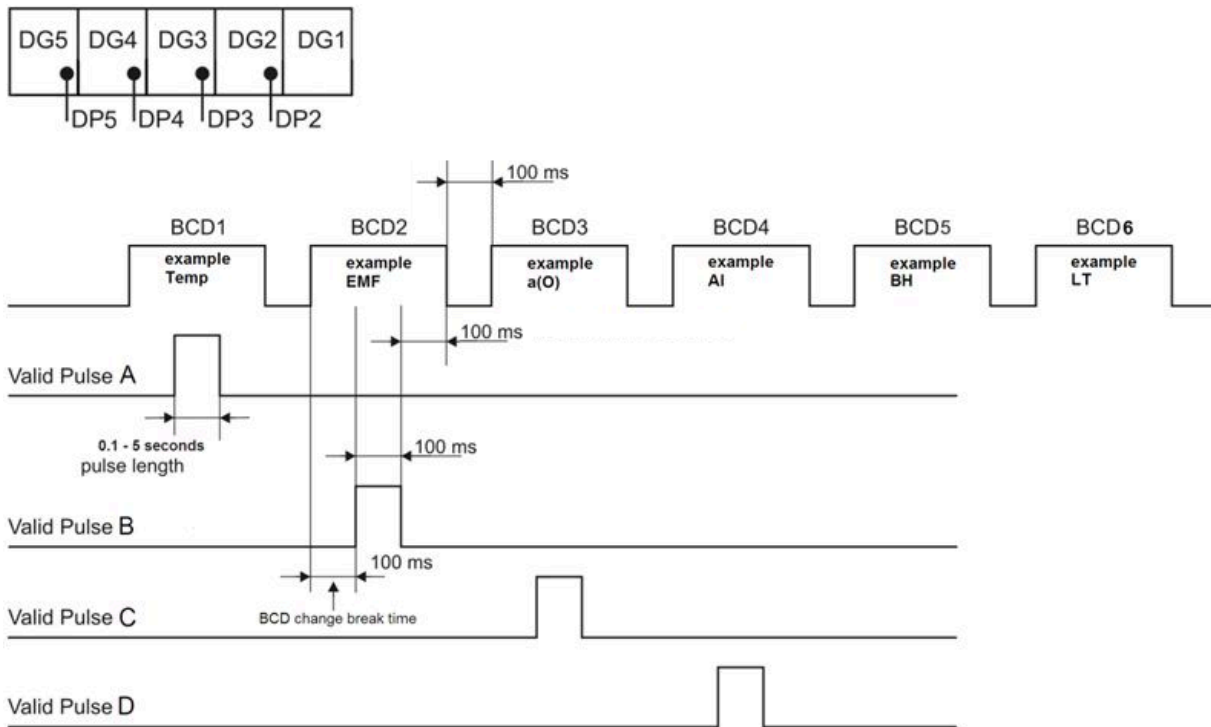 DG5 DG4 DG3 DG2 DG1
DP5 DP4 DP3 DP2
100 ms
BCD1 BCD2 BCD3 BCD4 BCD5 BCD6
example example example example example example
Temp EMF a(O) AI BH LT
100 ms
Valid Pulse A
0.1 - 5 seconds
pulse length
100 ms
Valid Pulse B
100 ms
BCD change break time
Valid Pulse C
Valid Pulse D